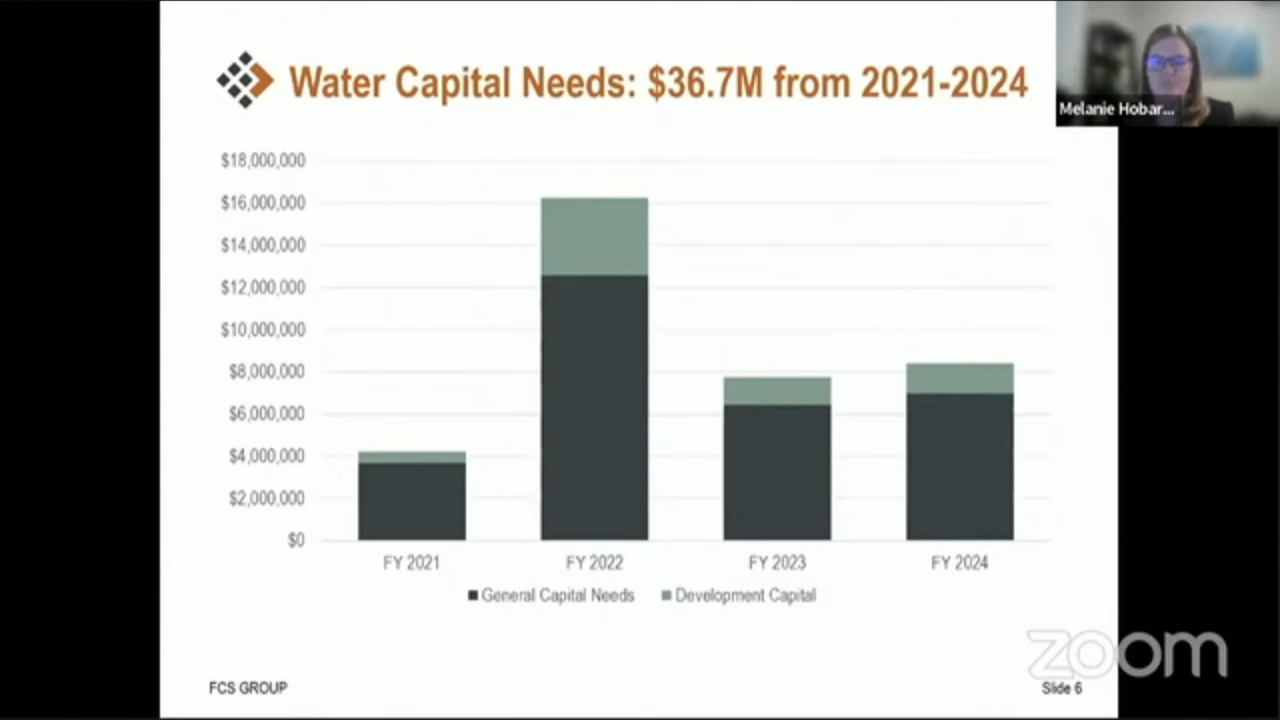 Water Capital Needs: $36.7M from 2021-2024
Melanie Hobar...
$18,000,000
$16,000,000
$14,000,000
$12,000,000
$10,000,000
$8,000,000
$6,000,000
$4,000,000
$2,000,000
$0
FY 2021 FY 2022 FY 2023 FY 2024
General Capital Needs Development Capital
zoom
FCS GROUP Slide 6